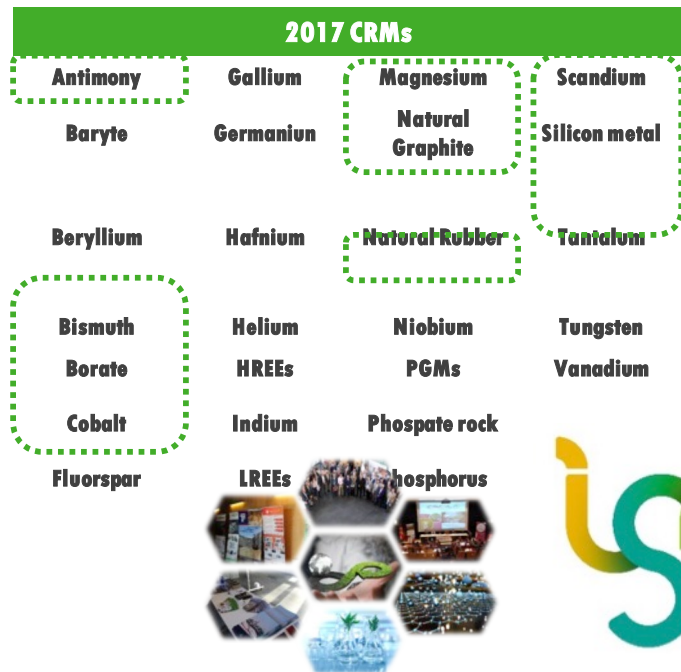 2017 CRMs
Antimony Gallium Magnesium Scandium
Baryte Germaniun Natural Graphite Silicon metal
Beryllium Hafnium Natural Rubber Tantalum
Bismuth Helium Niobium Tungsten
Borate HREEs PGMs Vanadium
Cobalt Indium Phospate rock
Fluorspar LREEs hosphorus